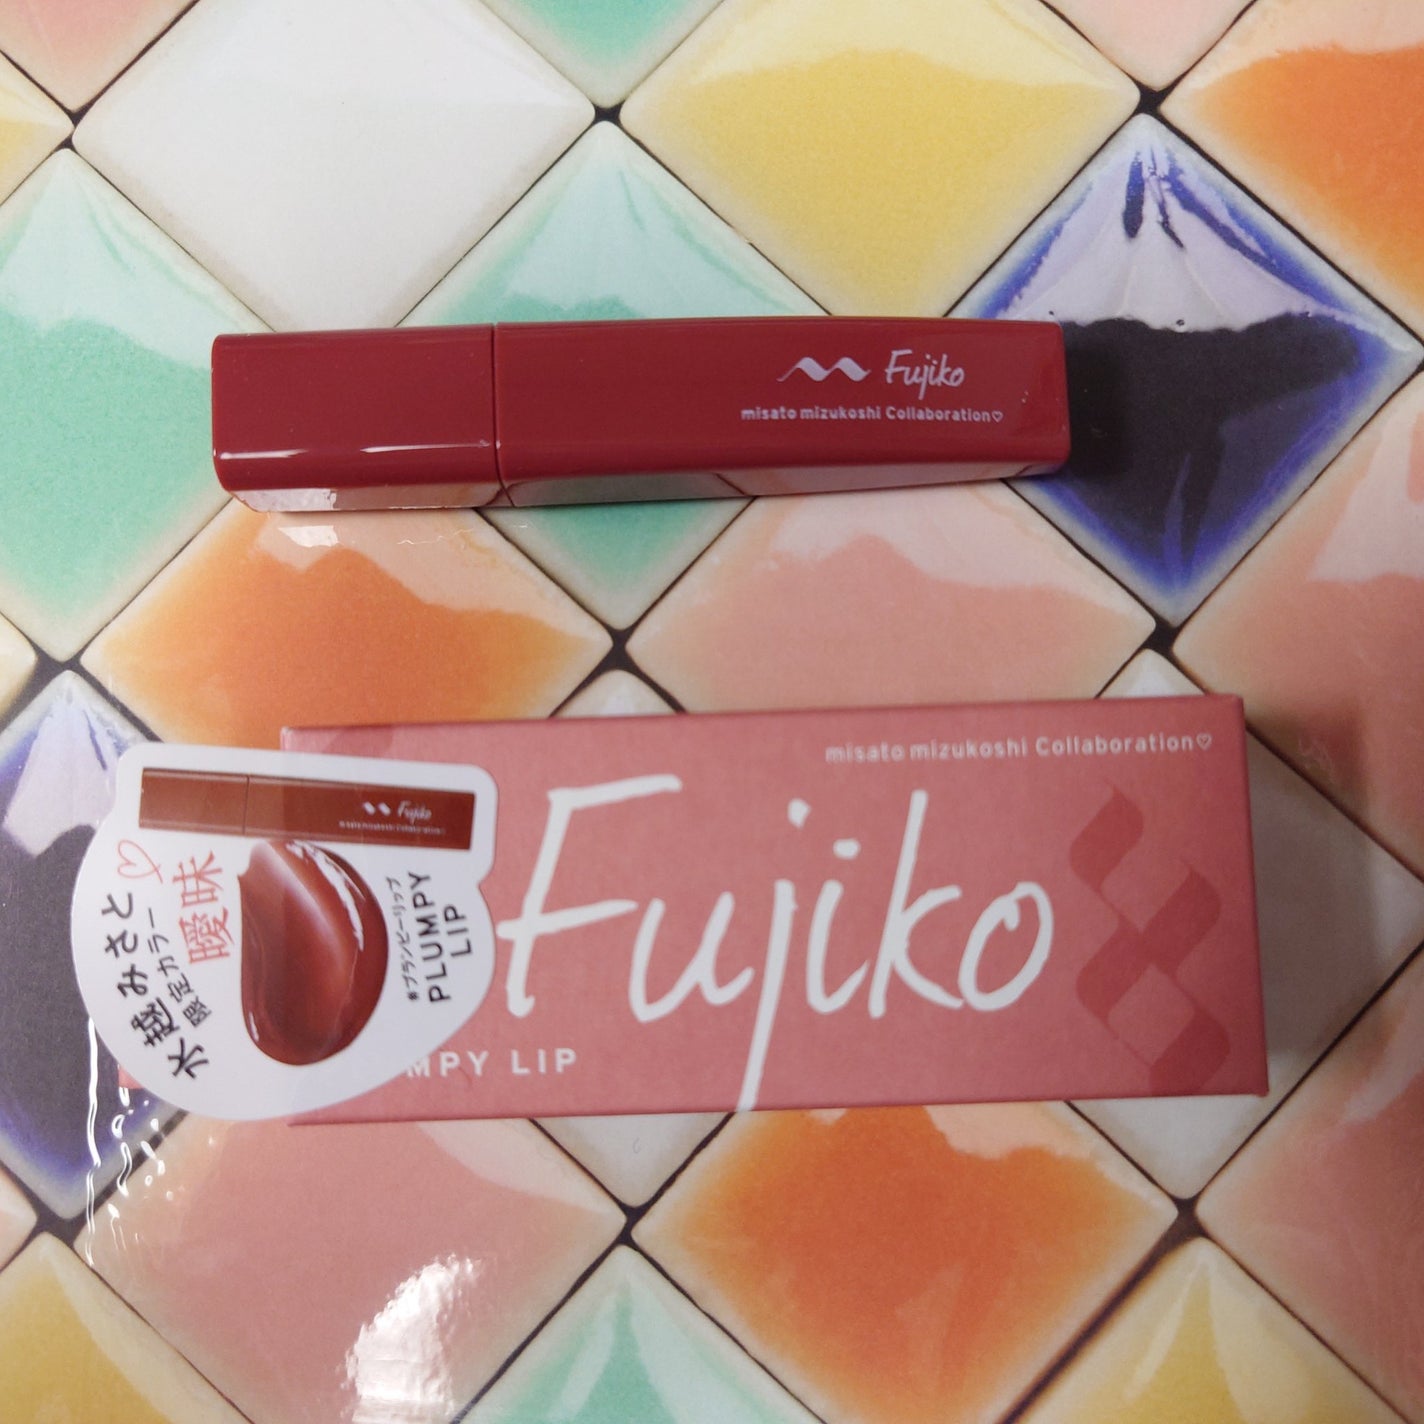 Fujiko
misato mizukoshi Collaboration♡
misato mizukoshi Collaboration♡
Fujiko
MPY LIP
Fujiko
水越みさと♡
限定カラー
曖昧
#プランピーリップ
PLUMPY
LIP